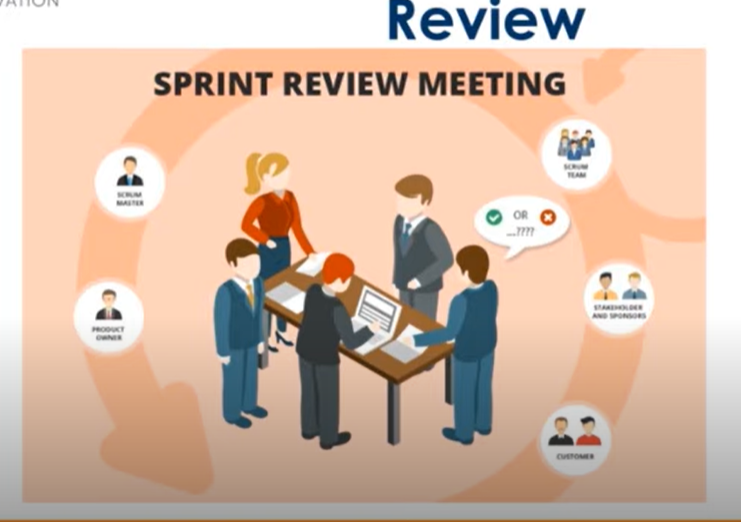 Review
SPRINT REVIEW MEETING
SCRUM
MASTER
SCRUM
TEAM
OR
...????
PRODUCT
OWNER
STAKEHOLDER
AND SPONSORS
CUSTOMER